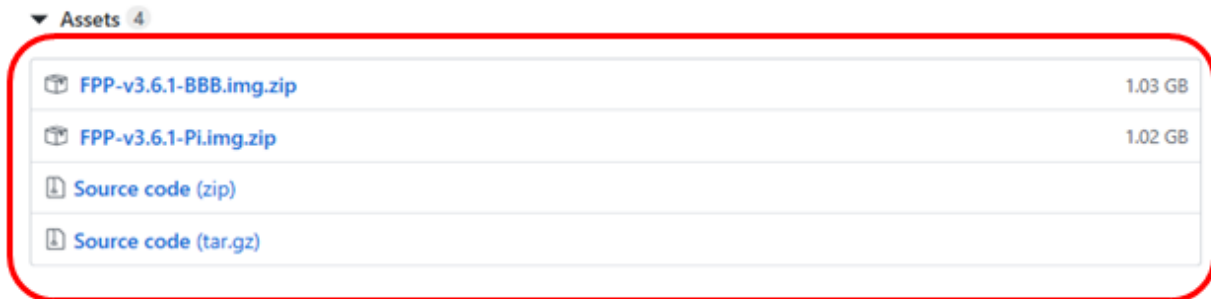 Assets 4
FPP-v3.6.1-BBB.img.zip 1.03 GB
FPP-v3.6.1-Pi.img.zip 1.02 GB
Source code (zip)
Source code (tar.gz)